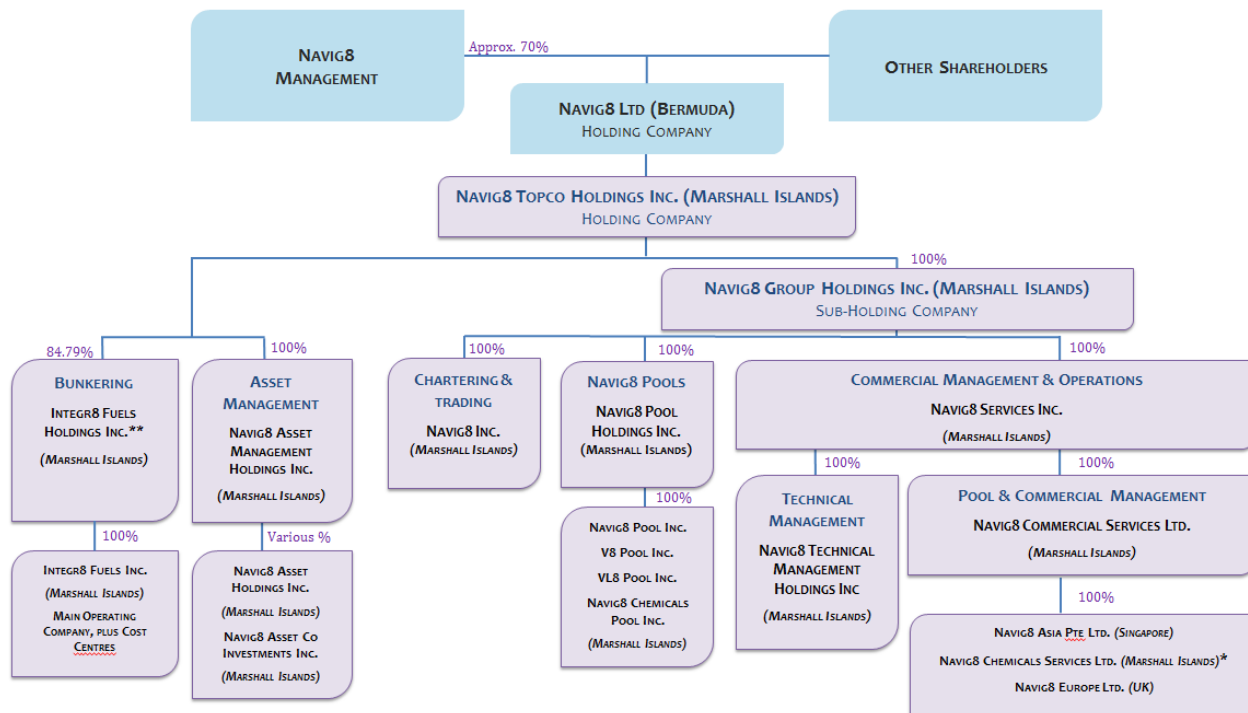 Navig8
Management
Approx. 70%
Other Shareholders
Navig8 Ltd (Bermuda)
Holding Company
Navig8 Topco Holdings Inc. (Marshall Islands)
Holding Company
100%
Navig8 Group Holdings Inc. (Marshall Islands)
Sub-Holding Company
84.79%
Bunkering
Integr8 Fuels
Holdings Inc.**
(Marshall Islands)
100%
Integr8 Fuels Inc.
(Marshall Islands)
Main Operating
Company, plus Cost
Centres
100%
Asset
Management
Navig8 Asset
Management
Holdings Inc.
(Marshall Islands)
Various %
Navig8 Asset
Holdings Inc.
(Marshall Islands)
Navig8 Asset Co
Investments Inc.
(Marshall Islands)
100%
Chartering &
trading
Navig8 Inc.
(Marshall Islands)
100%
Navig8 Pools
Navig8 Pool
Holdings Inc.
(Marshall Islands)
100%
Navig8 Pool Inc.
V8 Pool Inc.
VL8 Pool Inc.
Navig8 Chemicals
Pool Inc.
(Marshall Islands)
100%
Commercial Management & Operations
Navig8 Services Inc.
(Marshall Islands)
100%
Technical
Management
Navig8 Technical
Management
Holdings Inc
(Marshall Islands)
100%
Pool & Commercial Management
Navig8 Commercial Services Ltd.
(Marshall Islands)
100%
Navig8 Asia Pte Ltd. (Singapore)
Navig8 Chemicals Services Ltd. (Marshall Islands)*
Navig8 Europe Ltd. (UK)